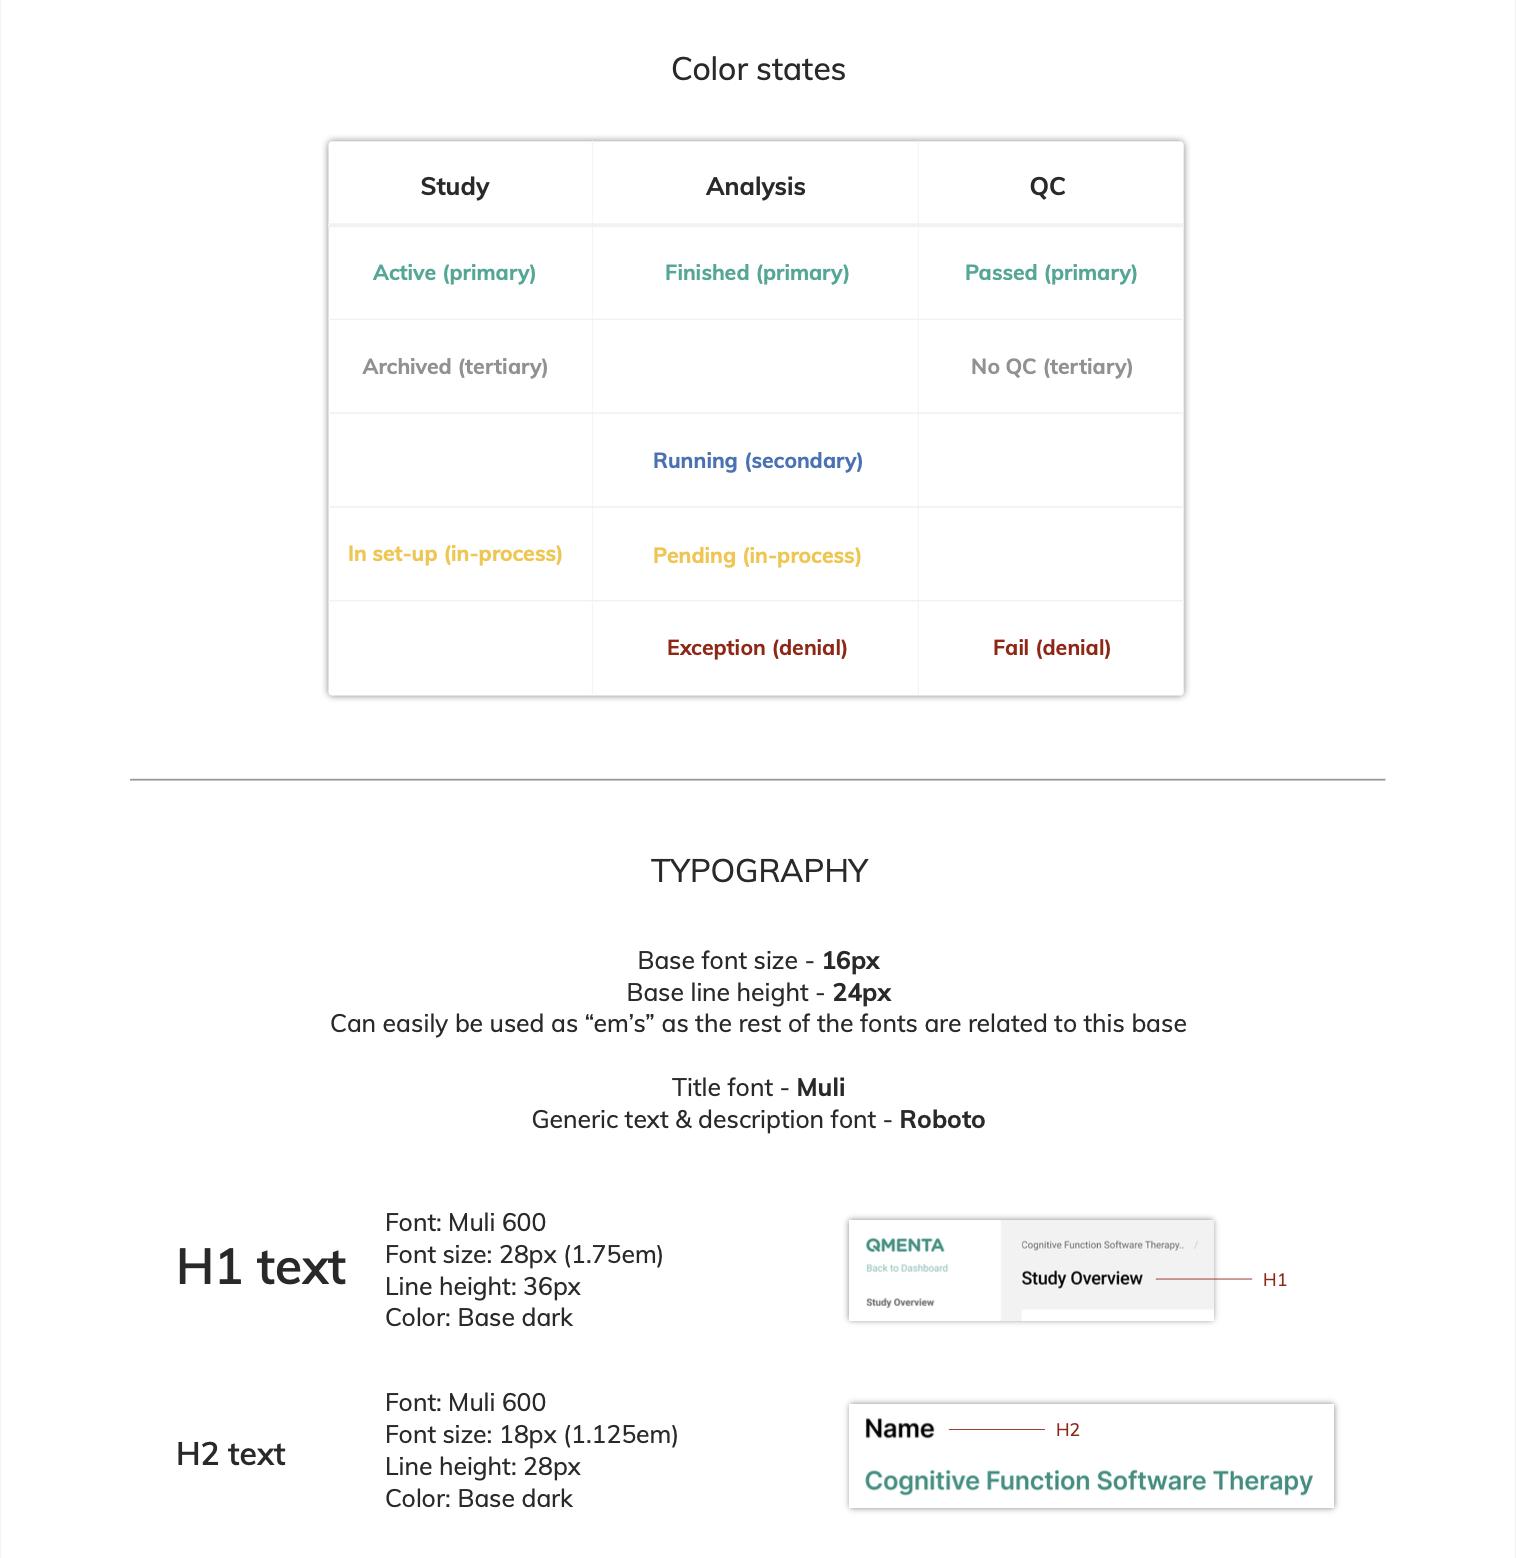 Color states
Study Analysis QC
Active (primary) Finished (primary) Passed (primary)
Archived (tertiary) No QC (tertiary)
Running (secondary)
In set-up (in-process) Pending (in-process)
Exception (denial) Fail (denial)
TYPOGRAPHY
Base font size - 16px
Base line height - 24px
Can easily be used as “em’s” as the rest of the fonts are related to this base
Title font - Muli
Generic text & description font - Roboto
H1 text
Font: Muli 600
Font size: 28px (1.75em)
Line height: 36px
Color: Base dark
QMENTA
Back to Dashboard
Study Overview
Cognitive Function Software Therapy.. /
Study Overview
H1
H2 text
Font: Muli 600
Font size: 18px (1.125em)
Line height: 28px
Color: Base dark
Name
H2
Cognitive Function Software Therapy